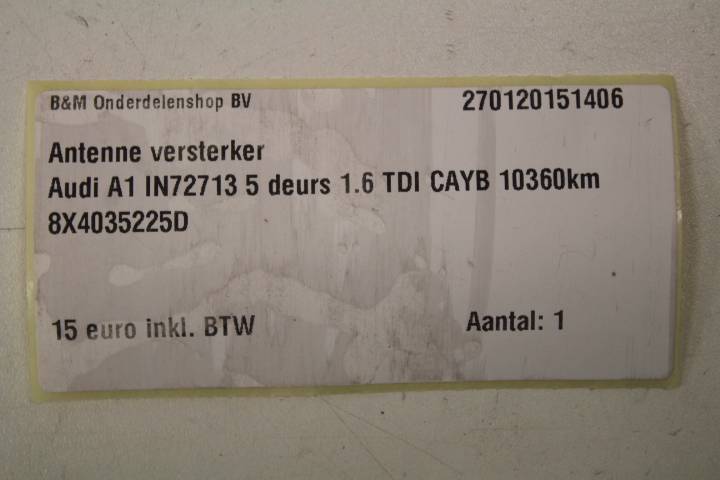 B&M Onderdelenshop BV 270120151406
Antenne versterker
Audi A1 IN72713 5 deurs 1.6 TDI CAYB 10360km
8X4035225D
15 euro inkl. BTW Aantal: 1